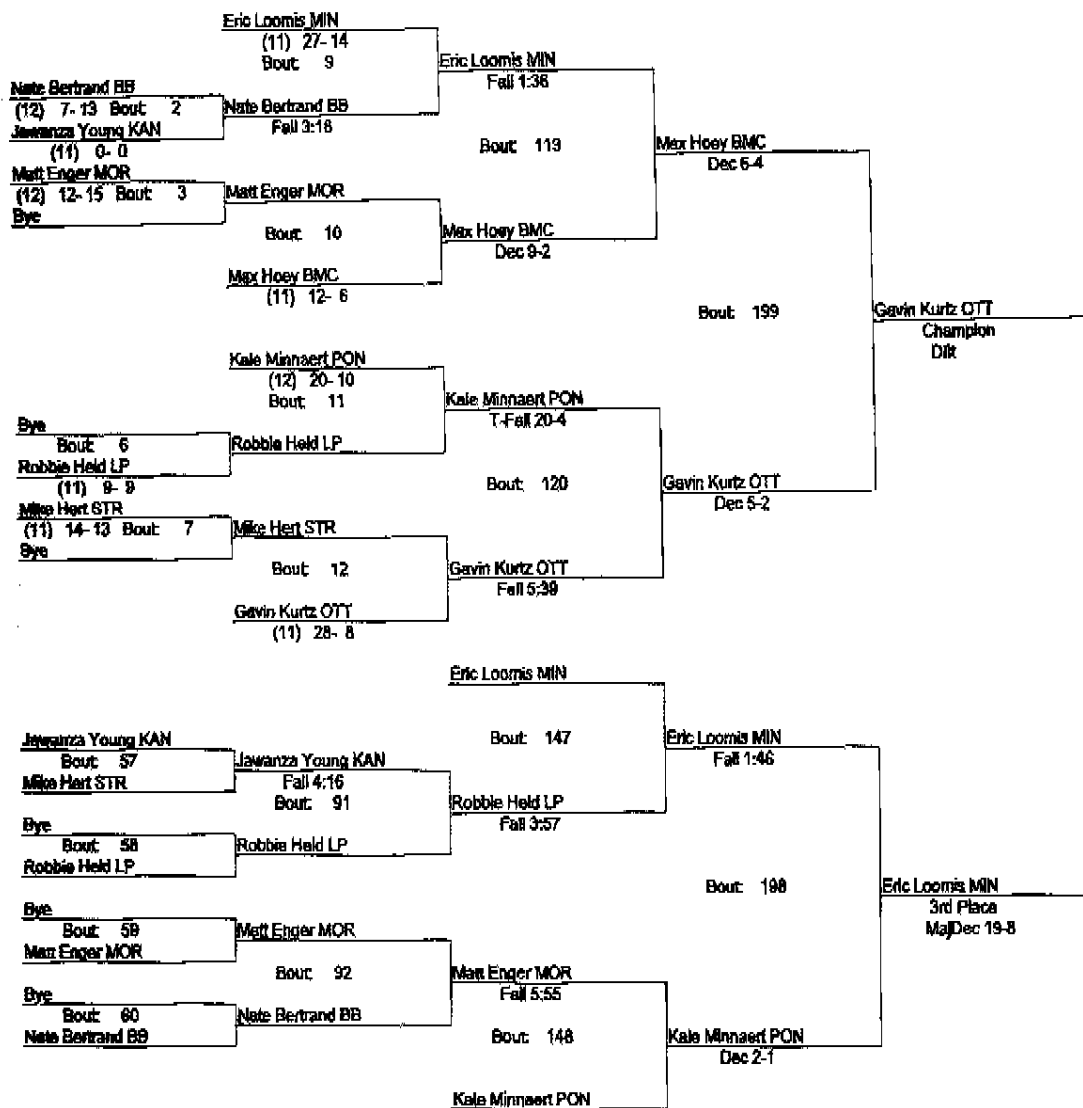 Eric Loomis MIN
(11) 27-14
Bout: 9
Eric Loomis MIN
Fall 1:36
Nate Bertrand BB
(12) 7-13 Bout: 2
Nate Bertrand BB
Fall 3:16
Jawanza Young KAN
(11) 0-0
Bout: 119
Max Hoey BMC
Dec 6-4
Matt Enger MOR
(12) 12-15 Bout: 3
Matt Enger MOR
Bye
Bout: 10
Max Hoey BMC
Dec 9-2
Max Hoey BMC
(11) 12-6
Bout: 199
Gavin Kurtz OTT
Champion
Dflt
Kale Minnaert PON
(12) 20-10
Bout: 11
Kale Minnaert PON
T-Fall 20-4
Bye
Bout: 6
Robbie Held LP
Robbie Held LP
(11) 9-9
Bout: 120
Gavin Kurtz OTT
Dec 5-2
Mike Hert STR
(11) 14-13 Bout: 7
Mike Hert STR
Bye
Bout: 12
Gavin Kurtz OTT
Fall 5:39
Gavin Kurtz OTT
(11) 28-8
Eric Loomis MIN
Bout: 147
Eric Loomis MIN
Fall 1:46
Jawanza Young KAN
Bout: 57
Jawanza Young KAN
Fall 4:16
Mike Hert STR
Bout: 91
Robbie Held LP
Fall 3:57
Bye
Bout: 58
Robbie Held LP
Robbie Held LP
Bout: 198
Eric Loomis MIN
3rd Place
MajDec 19-8
Bye
Bout: 59
Matt Enger MOR
Matt Enger MOR
Bout: 92
Matt Enger MOR
Fall 5:55
Bye
Bout: 60
Nate Bertrand BB
Nate Bertrand BB
Bout: 148
Kale Minnaert PON
Dec 2-1
Kale Minnaert PON